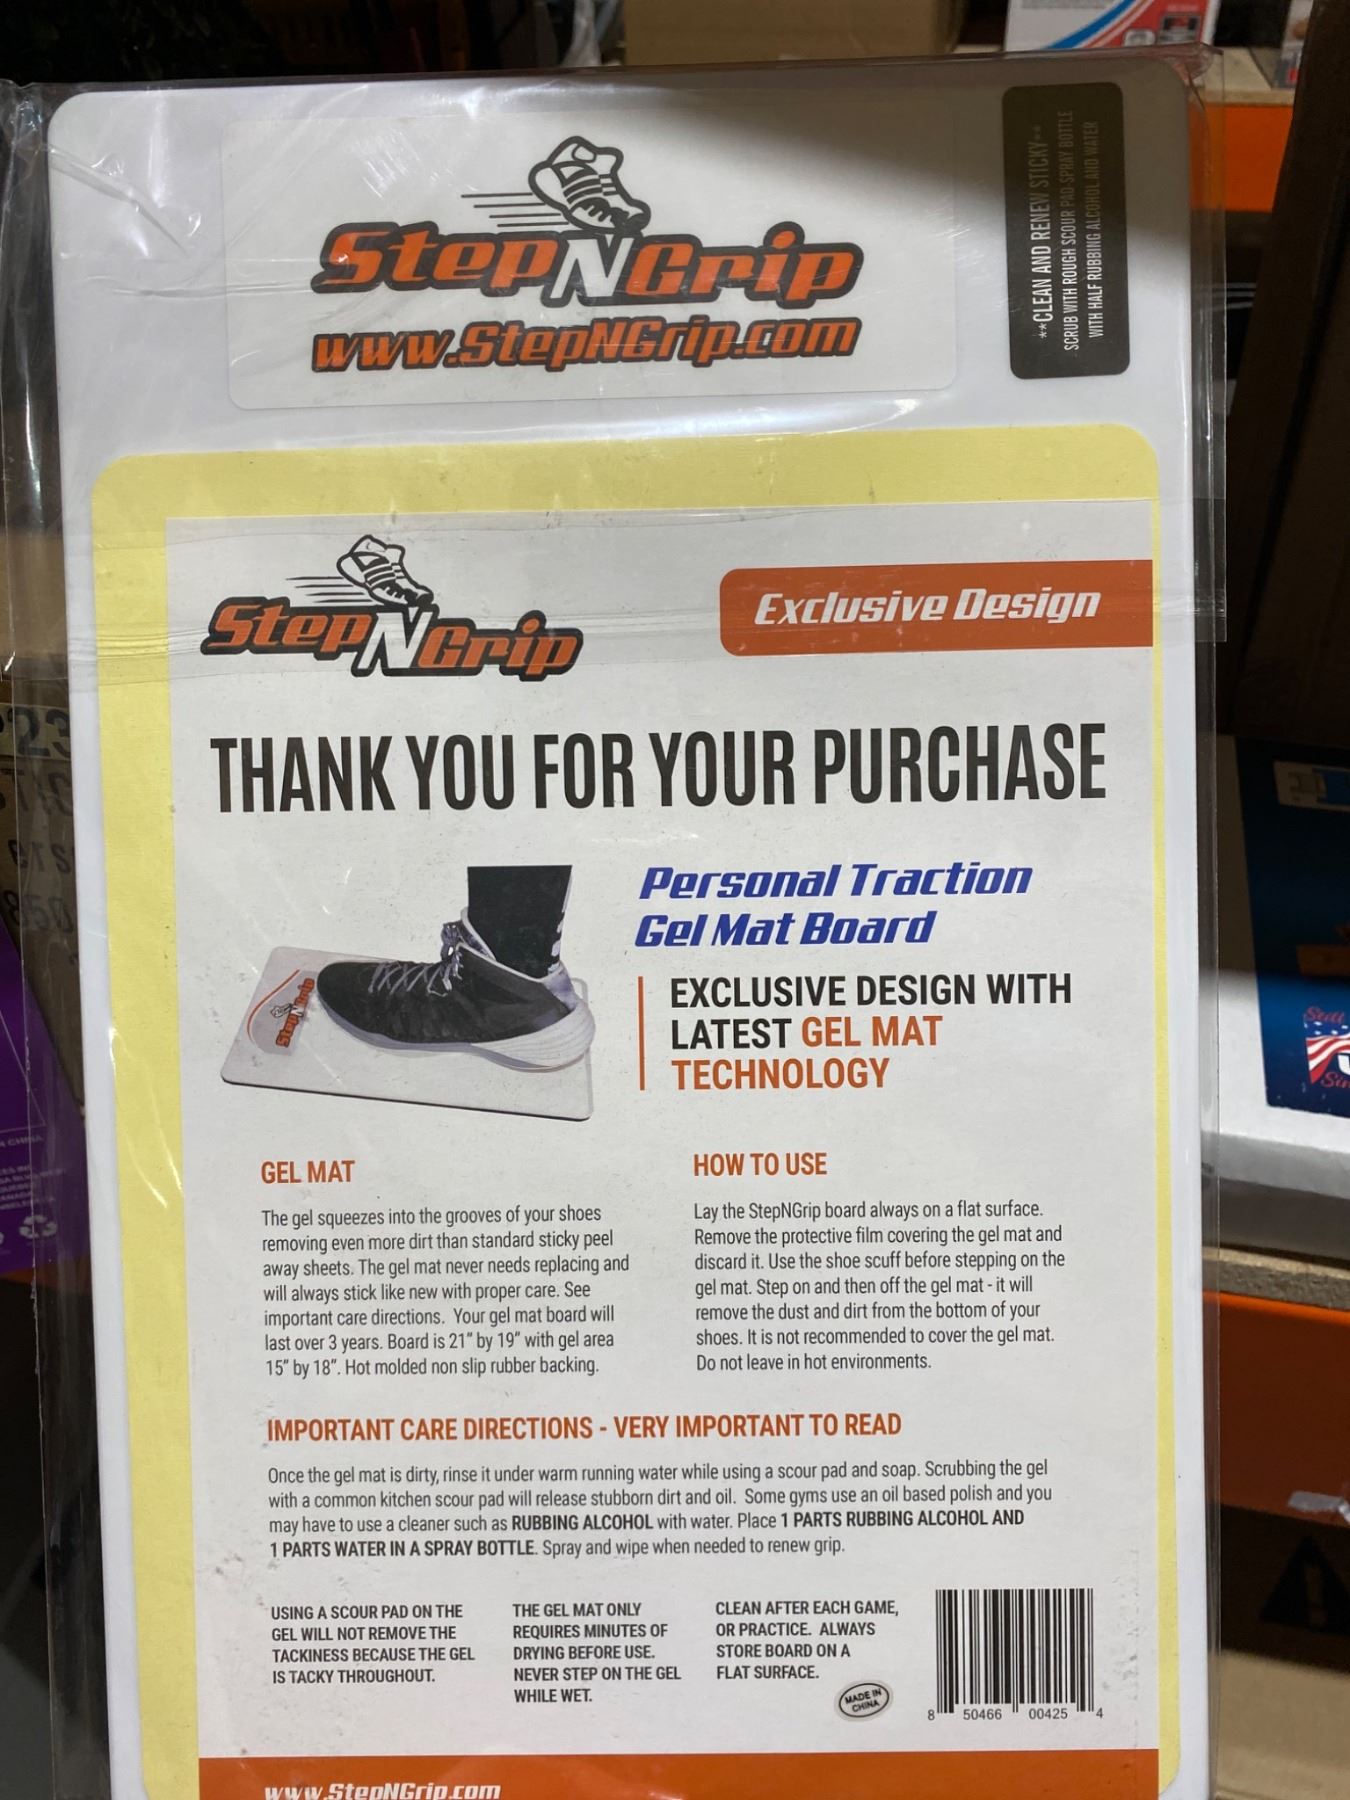 StepNGrip
www.StepNGrip.com
**CLEAN AND RENEW STICKY**
SCRUB WITH ROUGH SCOUR PAD-SPRAY BOTTLE
WITH HALF RUBBING ALCOHOL AND WATER
StepNGrip
Exclusive Design
THANK YOU FOR YOUR PURCHASE
Personal Traction
Gel Mat Board
EXCLUSIVE DESIGN WITH
LATEST GEL MAT
TECHNOLOGY
StepNGrip
GEL MAT
The gel squeezes into the grooves of your shoes
removing even more dirt than standard sticky peel
away sheets. The gel mat never needs replacing and
will always stick like new with proper care. See
important care directions. Your gel mat board will
last over 3 years. Board is 21" by 19" with gel area
15" by 18". Hot molded non slip rubber backing.
HOW TO USE
Lay the StepNGrip board always on a flat surface.
Remove the protective film covering the gel mat and
discard it. Use the shoe scuff before stepping on the
gel mat. Step on and then off the gel mat - it will
remove the dust and dirt from the bottom of your
shoes. It is not recommended to cover the gel mat.
Do not leave in hot environments.
IMPORTANT CARE DIRECTIONS - VERY IMPORTANT TO READ
Once the gel mat is dirty, rinse it under warm running water while using a scour pad and soap. Scrubbing the gel
with a common kitchen scour pad will release stubborn dirt and oil. Some gyms use an oil based polish and you
may have to use a cleaner such as RUBBING ALCOHOL with water. Place 1 PARTS RUBBING ALCOHOL AND
1 PARTS WATER IN A SPRAY BOTTLE. Spray and wipe when needed to renew grip.
USING A SCOUR PAD ON THE
GEL WILL NOT REMOVE THE
TACKINESS BECAUSE THE GEL
IS TACKY THROUGHOUT.
THE GEL MAT ONLY
REQUIRES MINUTES OF
DRYING BEFORE USE.
NEVER STEP ON THE GEL
WHILE WET.
CLEAN AFTER EACH GAME,
OR PRACTICE. ALWAYS
STORE BOARD ON A
FLAT SURFACE.
MADE IN
CHINA
8 50466 00425 4
www.StepNGrip.com